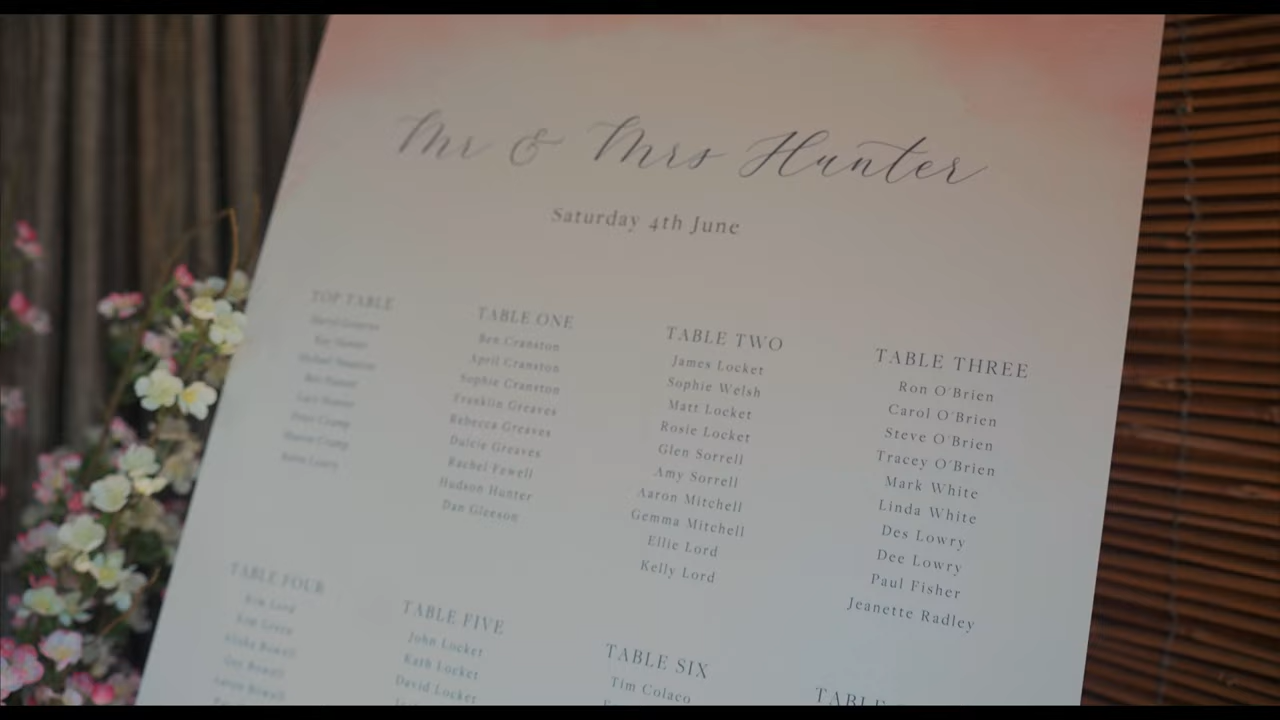 Mr & Mrs Hunter
Saturday 4th June
TOP TABLE
TABLE ONE
Ben Cranston
April Cranston
Sophie Cranston
Franklin Greaves
Rebecca Greaves
Dulcie Greaves
Rachel Fewell
Hudson Hunter
Dan Gleeson
TABLE TWO
James Locket
Sophie Welsh
Matt Locket
Rosie Locket
Glen Sorrell
Amy Sorrell
Aaron Mitchell
Gemma Mitchell
Ellie Lord
Kelly Lord
TABLE THREE
Ron O'Brien
Carol O'Brien
Steve O'Brien
Tracey O'Brien
Mark White
Linda White
Des Lowry
Dee Lowry
Paul Fisher
Jeanette Radley
TABLE FOUR
Kim Lord
TABLE FIVE
John Locket
Kath Locket
David Locket
TABLE SIX
Tim Colaco
TABLE